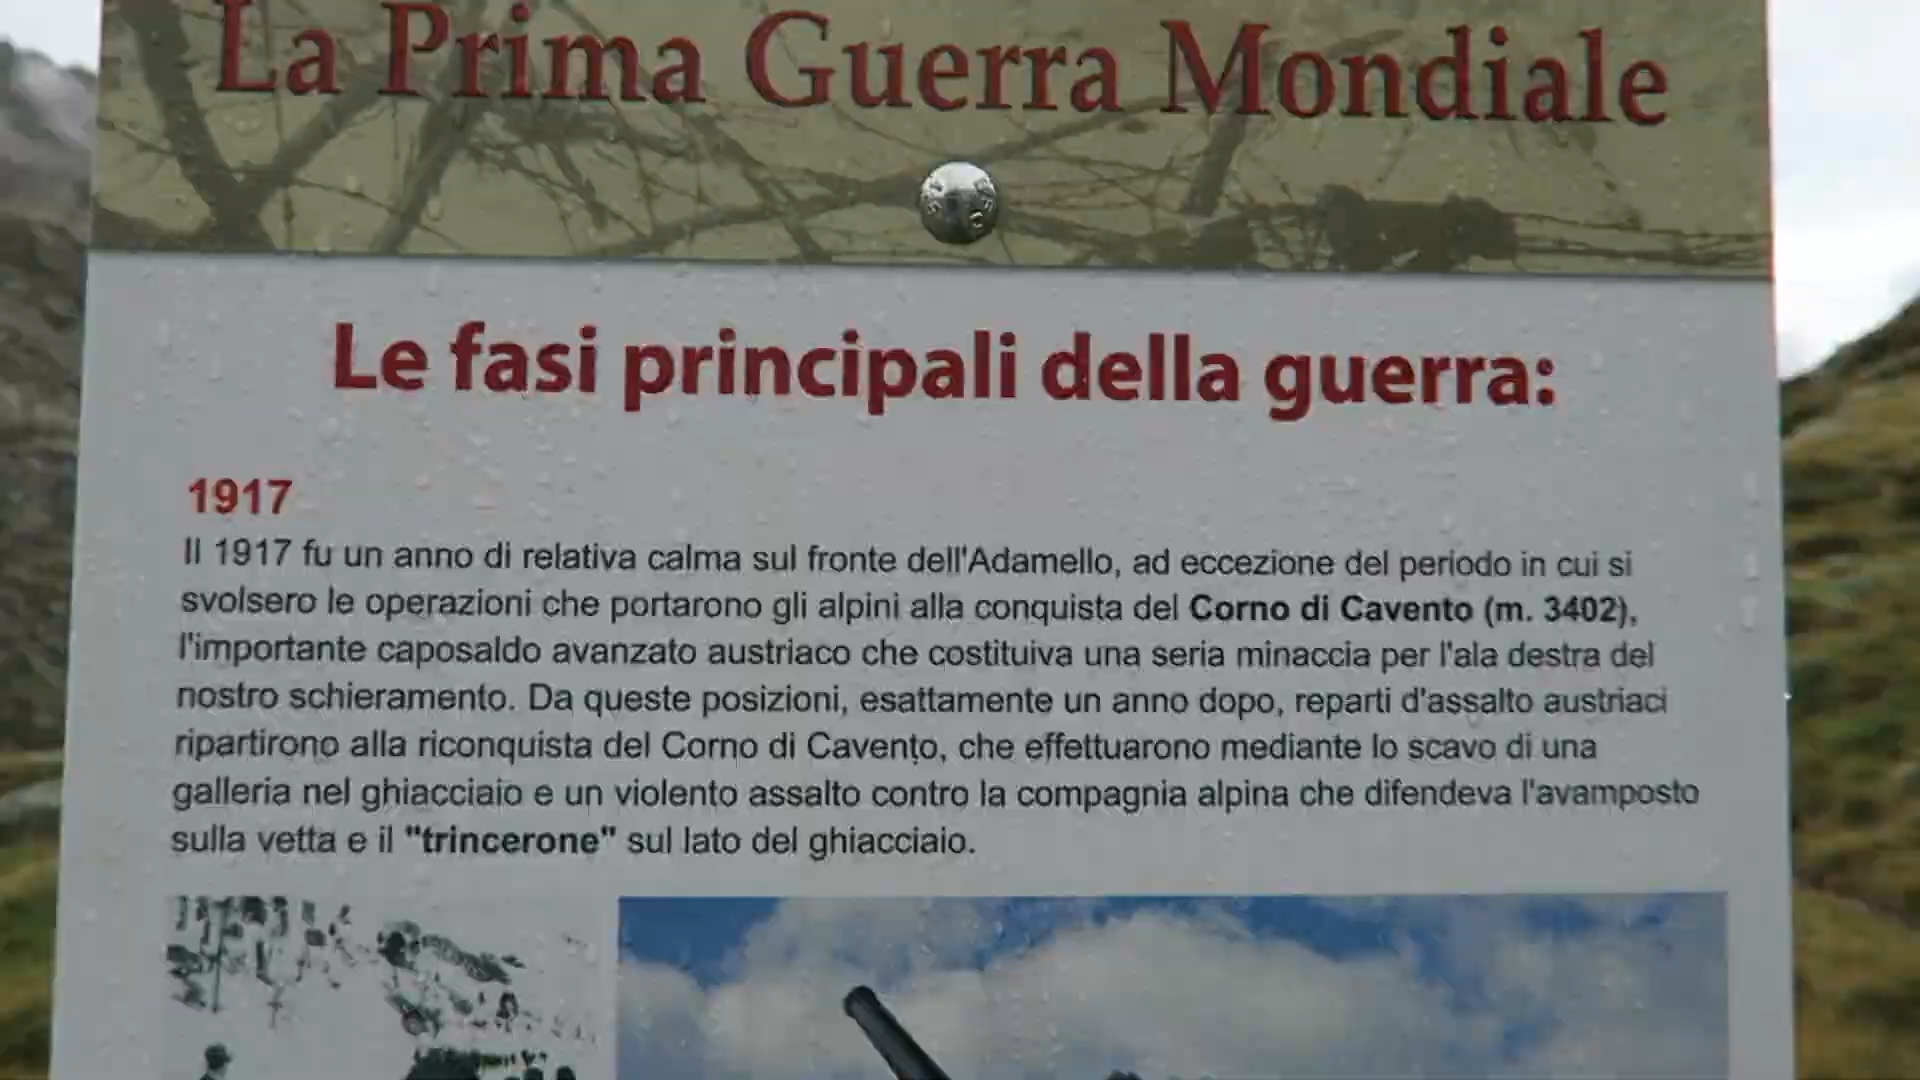 La Prima Guerra Mondiale
Le fasi principali della guerra:
1917
Il 1917 fu un anno di relativa calma sul fronte dell'Adamello, ad eccezione del periodo in cui si
svolsero le operazioni che portarono gli alpini alla conquista del Corno di Cavento (m. 3402),
l'importante caposaldo avanzato austriaco che costituiva una seria minaccia per l'ala destra del
nostro schieramento. Da queste posizioni, esattamente un anno dopo, reparti d'assalto austriaci
ripartirono alla riconquista del Corno di Cavento, che effettuarono mediante lo scavo di una
galleria nel ghiacciaio e un violento assalto contro la compagnia alpina che difendeva l'avamposto
sulla vetta e il "trincerone" sul lato del ghiacciaio.